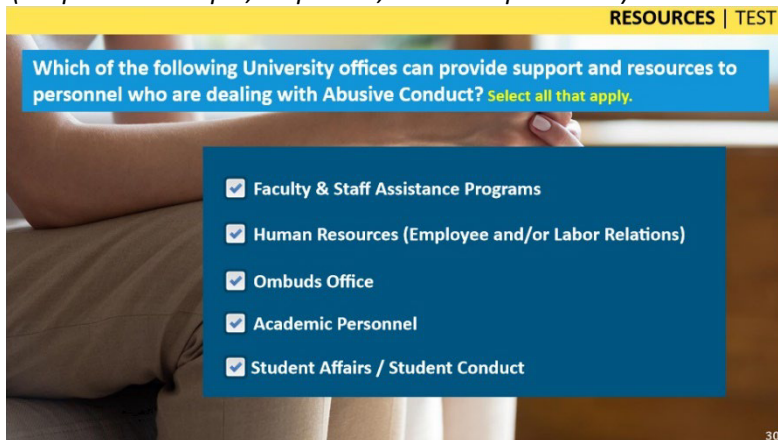 RESOURCES | TEST
Which of the following University offices can provide support and resources to
personnel who are dealing with Abusive Conduct? Select all that apply.
Faculty & Staff Assistance Programs
Human Resources (Employee and/or Labor Relations)
Ombuds Office
Academic Personnel
Student Affairs / Student Conduct
30